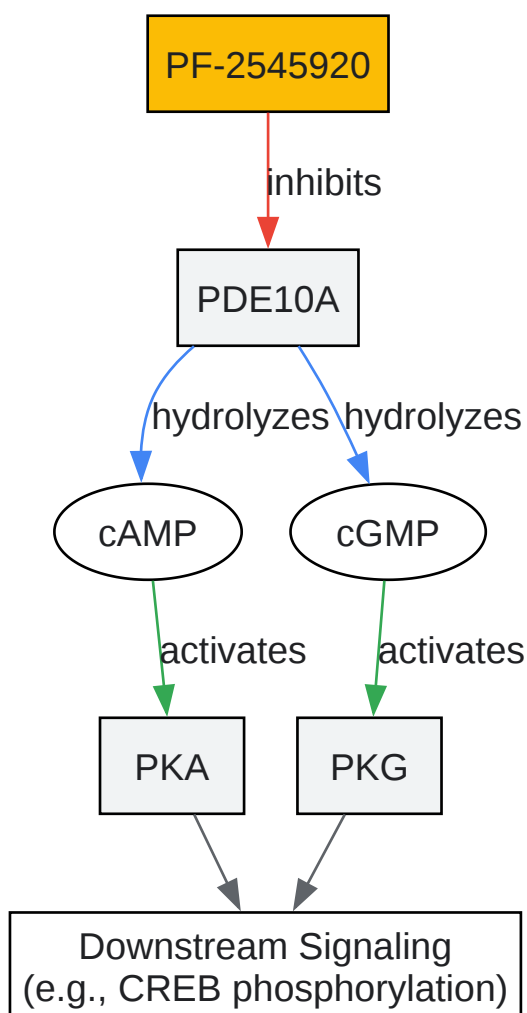 PF-2545920
inhibits
PDE10A
hydrolyzes
hydrolyzes
cAMP
cGMP
activates
activates
PKA
PKG
Downstream Signaling
(e.g., CREB phosphorylation)